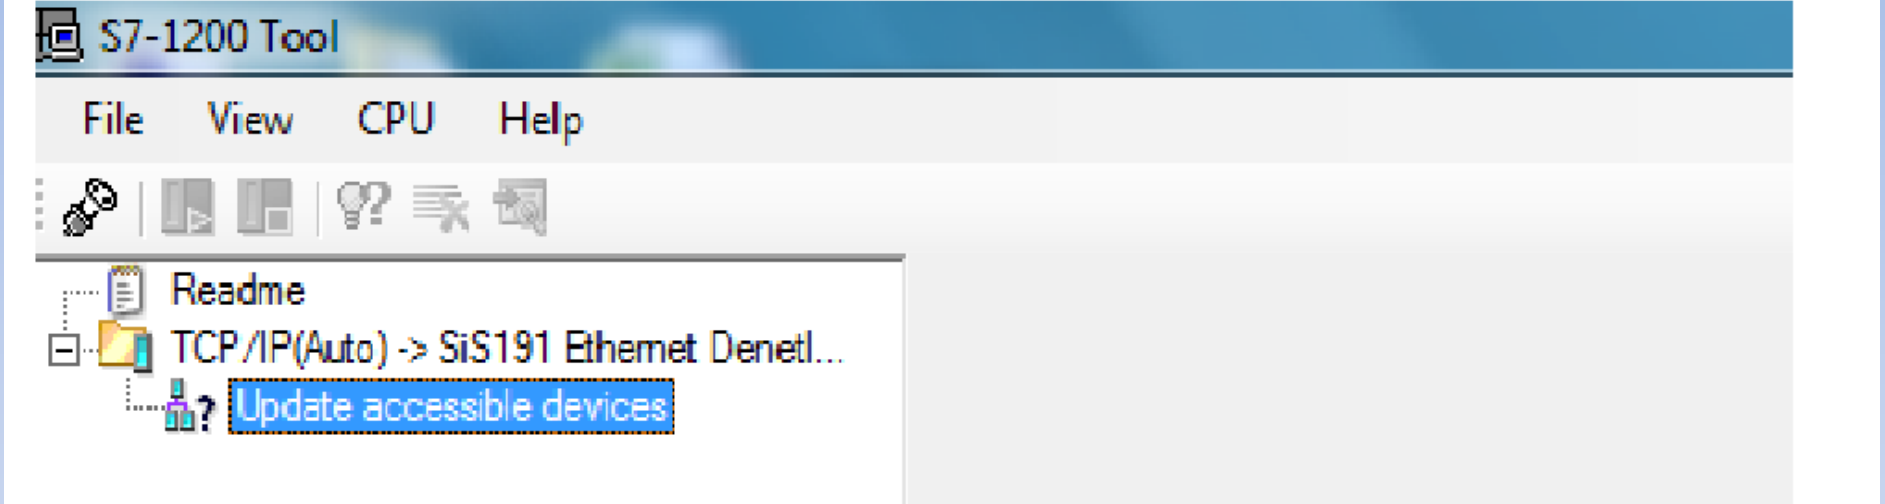 S7-1200 Tool
File View CPU Help
Readme
TCP/IP(Auto) -> SiS191 Ethernet Denetl...
Update accessible devices